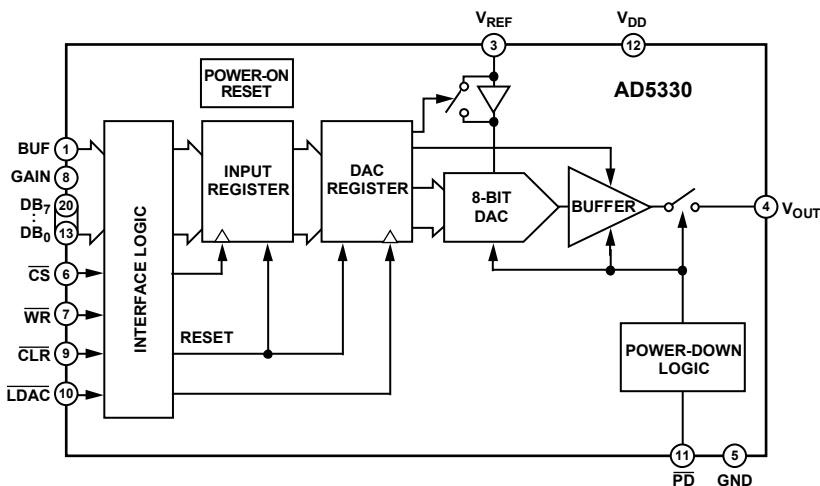 VREF
VDD
3
12
POWER-ON
RESET
AD5330
BUF 1
GAIN 8
DB7 20
:
DB0 13
CS 6
WR 7
CLR 9
LDAC 10
INTERFACE LOGIC
INPUT
REGISTER
DAC
REGISTER
8-BIT
DAC
BUFFER
4 VOUT
RESET
POWER-DOWN
LOGIC
11
5
PD
GND